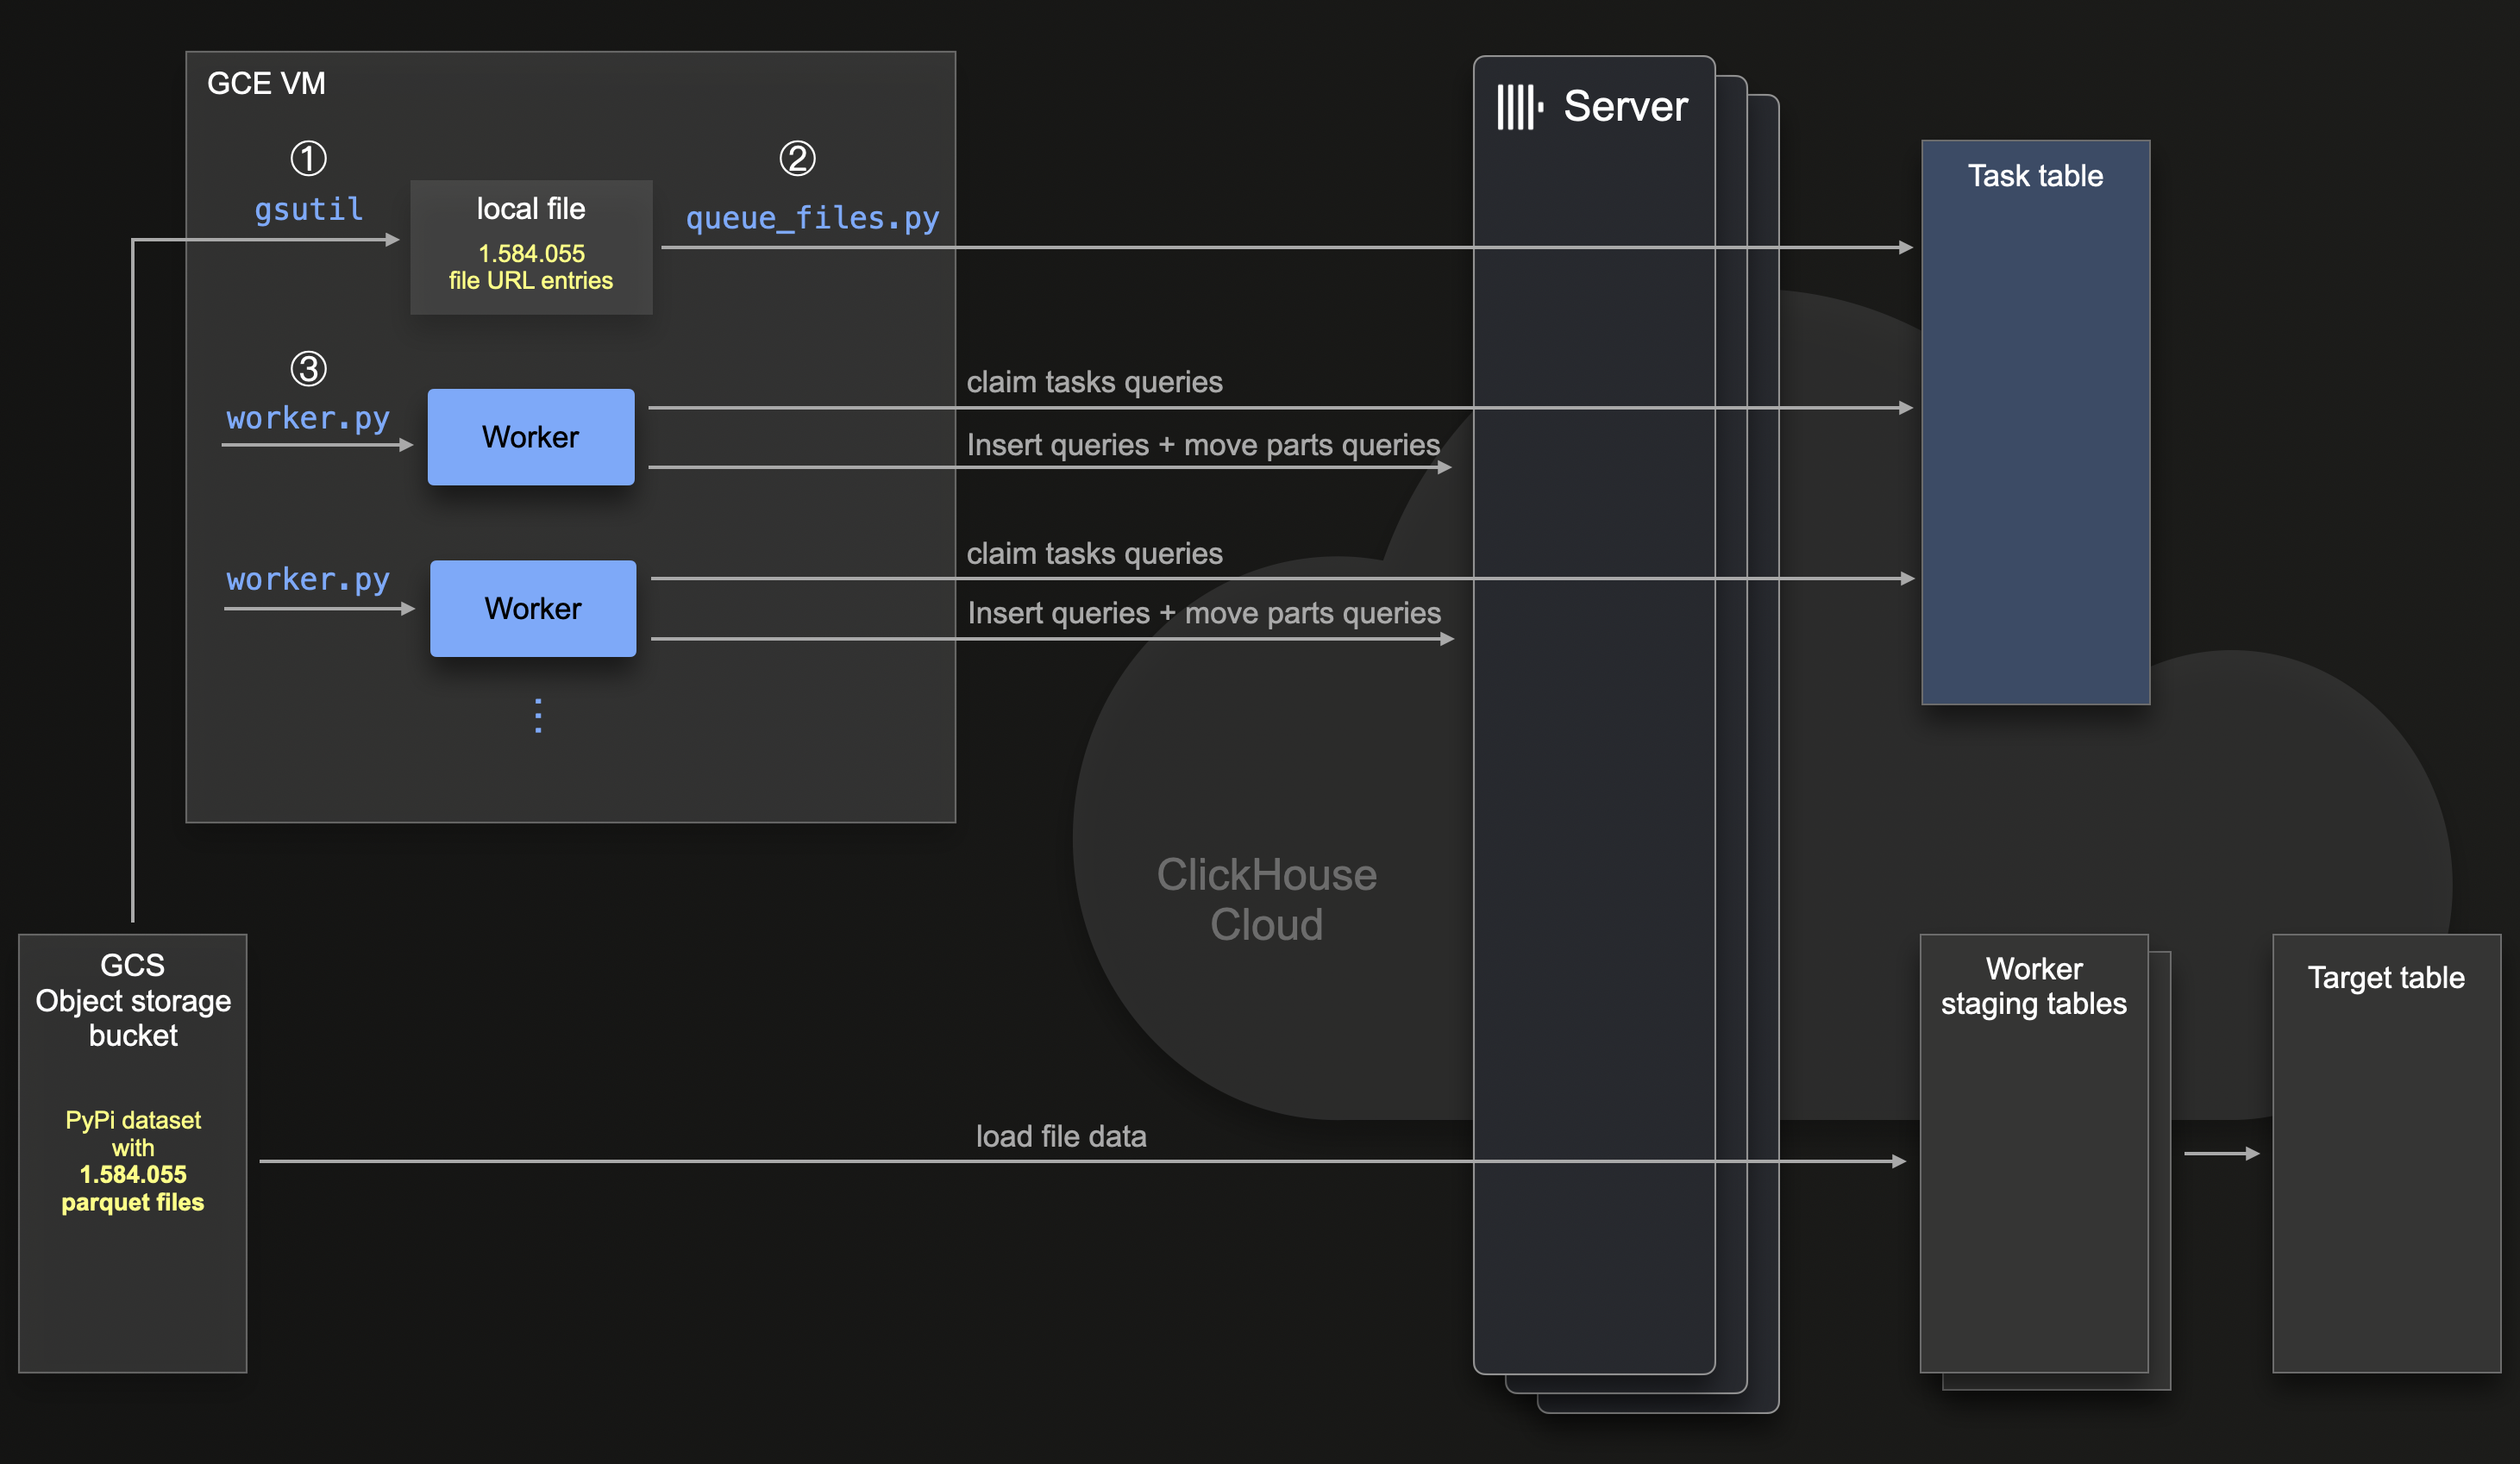 GCE VM
①
gsutil
local file
1.584.055
file URL entries
②
queue_files.py
③
worker.py
Worker
claim tasks queries
Insert queries + move parts queries
worker.py
Worker
claim tasks queries
Insert queries + move parts queries
Server
Task table
ClickHouse
Cloud
GCS
Object storage
bucket
PyPi dataset
with
1.584.055
parquet files
load file data
Worker
staging tables
Target table